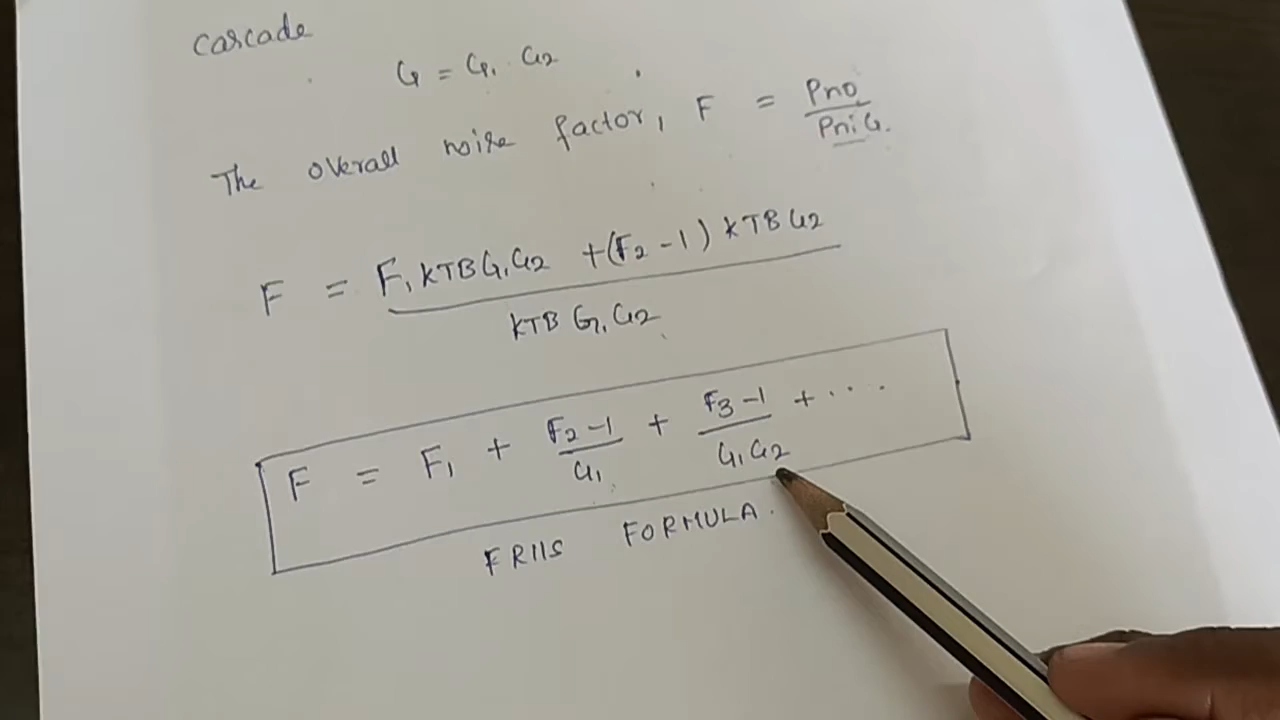 cascade
G = G1 G2
The overall noise factor, F = Pno / Pni G.
F = F1 KTB G1 G2 + (F2 - 1) KTB G2 / KTB G1 G2
F = F1 + F2 - 1 / G1 + F3 - 1 / G1 G2 + ....
FRIIS FORMULA.